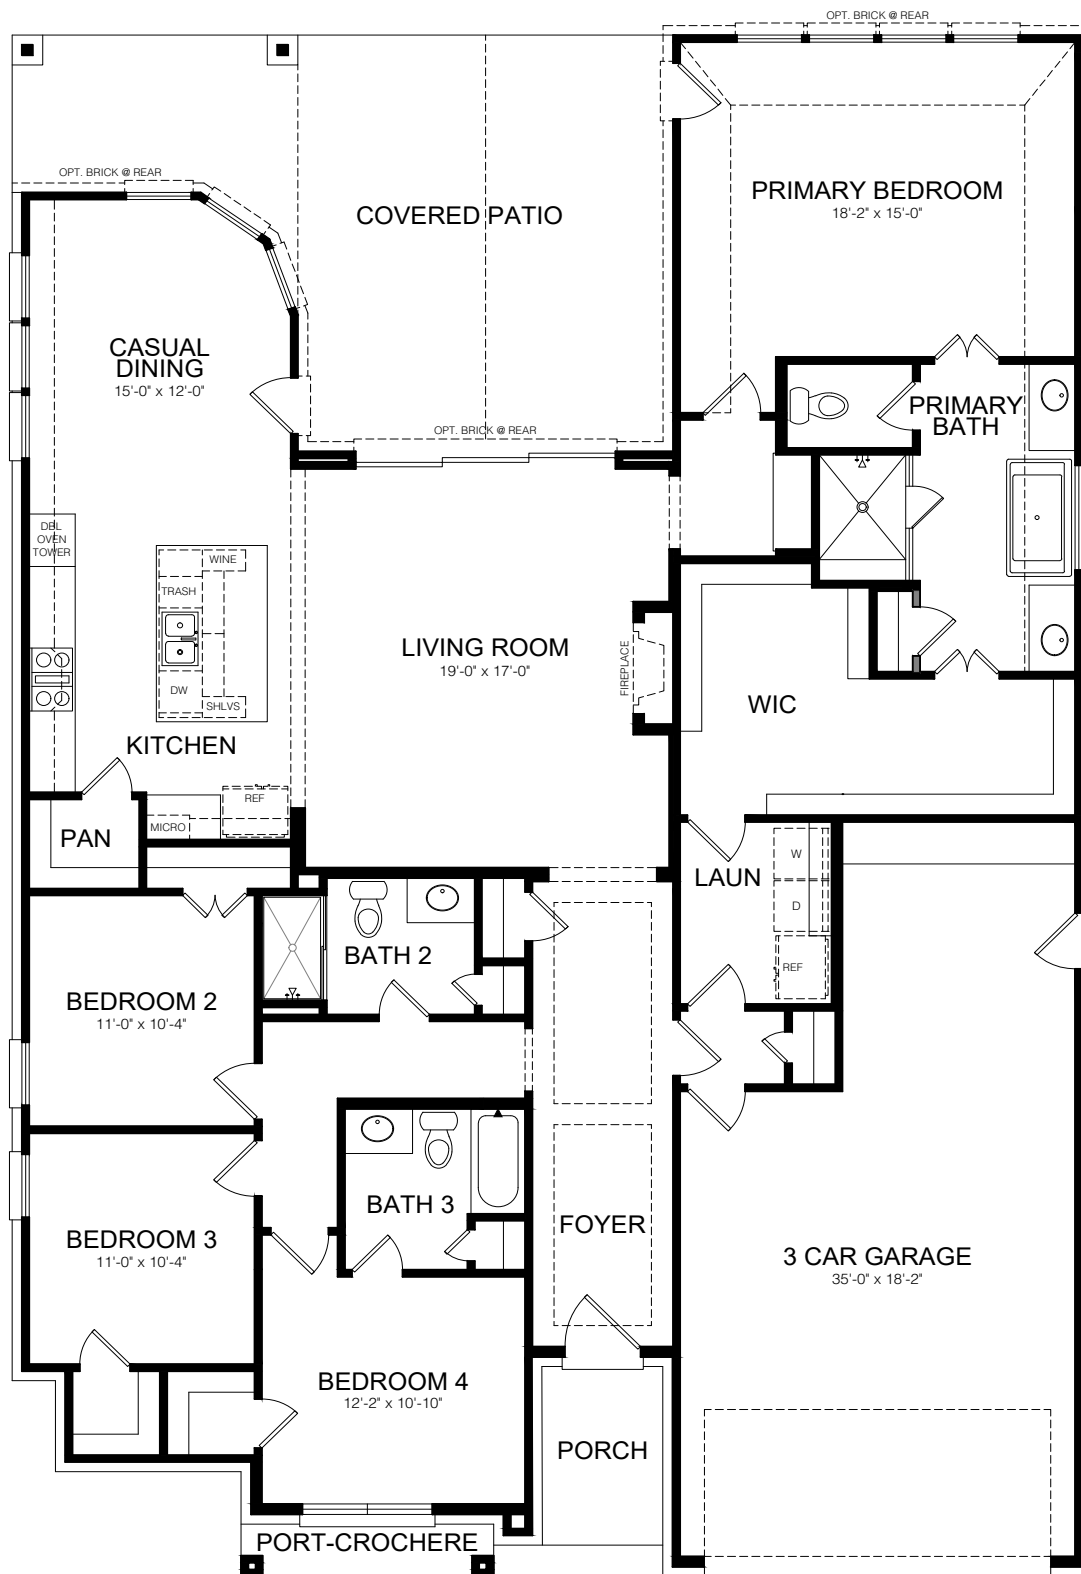 OPT. BRICK @ REAR
OPT. BRICK @ REAR
COVERED PATIO
PRIMARY BEDROOM
18'-2" x 15'-0"
CASUAL
DINING
15'-0" x 12'-0"
OPT. BRICK @ REAR
PRIMARY
BATH
DBL
OVEN
TOWER
WINE
TRASH
DW
SHLVS
KITCHEN
LIVING ROOM
19'-0" x 17'-0"
FIREPLACE
WIC
REF
MICRO
PAN
LAUN
W
D
REF
BATH 2
BEDROOM 2
11'-0" x 10'-4"
BATH 3
BEDROOM 3
11'-0" x 10'-4"
FOYER
3 CAR GARAGE
35'-0" x 18'-2"
BEDROOM 4
12'-2" x 10'-10"
PORCH
PORT-CROCHERE